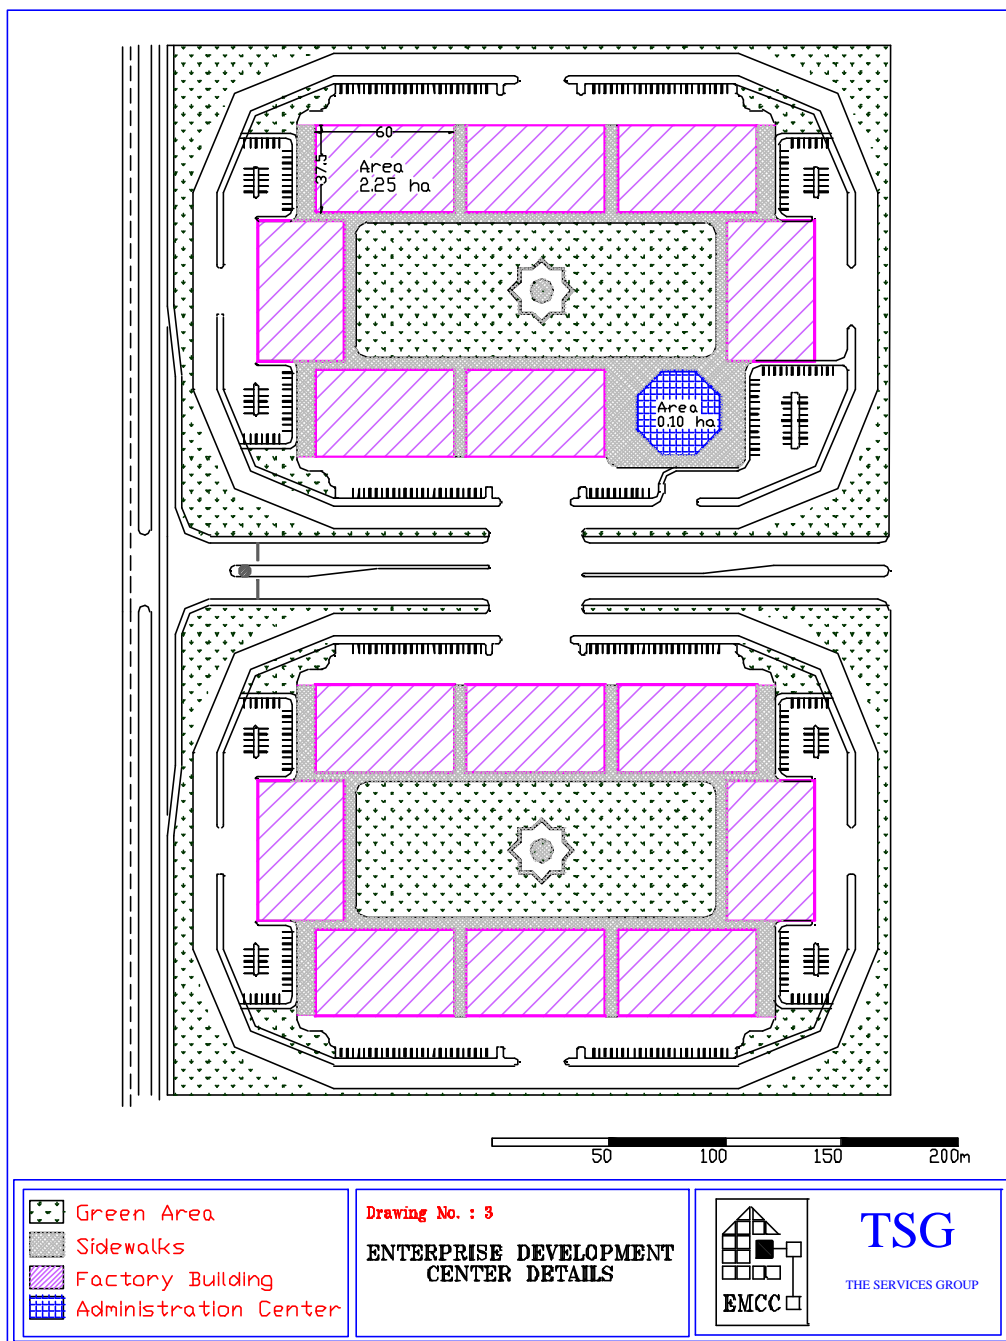 60
37.5
Area
2.25 ha
Area
0.10 ha
50 100 150 200m
Green Area
Sidewalks
Factory Building
Administration Center
Drawing No. : 3
ENTERPRISE DEVELOPMENT
CENTER DETAILS
EMCC
TSG
THE SERVICES GROUP